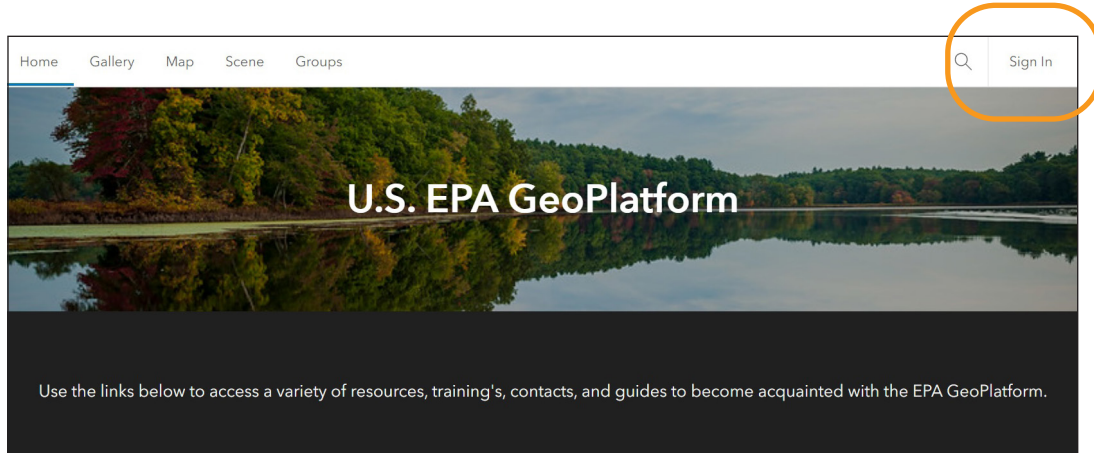 Home Gallery Map Scene Groups Sign In
U.S. EPA GeoPlatform
Use the links below to access a variety of resources, training's, contacts, and guides to become acquainted with the EPA GeoPlatform.